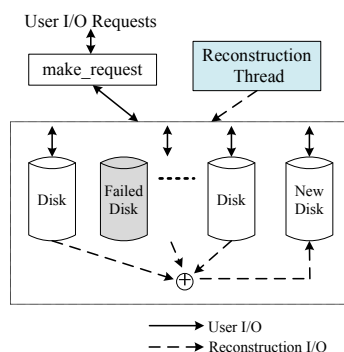 User I/O Requests
make_request
Reconstruction
Thread
Disk
Failed
Disk
Disk
New
Disk
User I/O
Reconstruction I/O